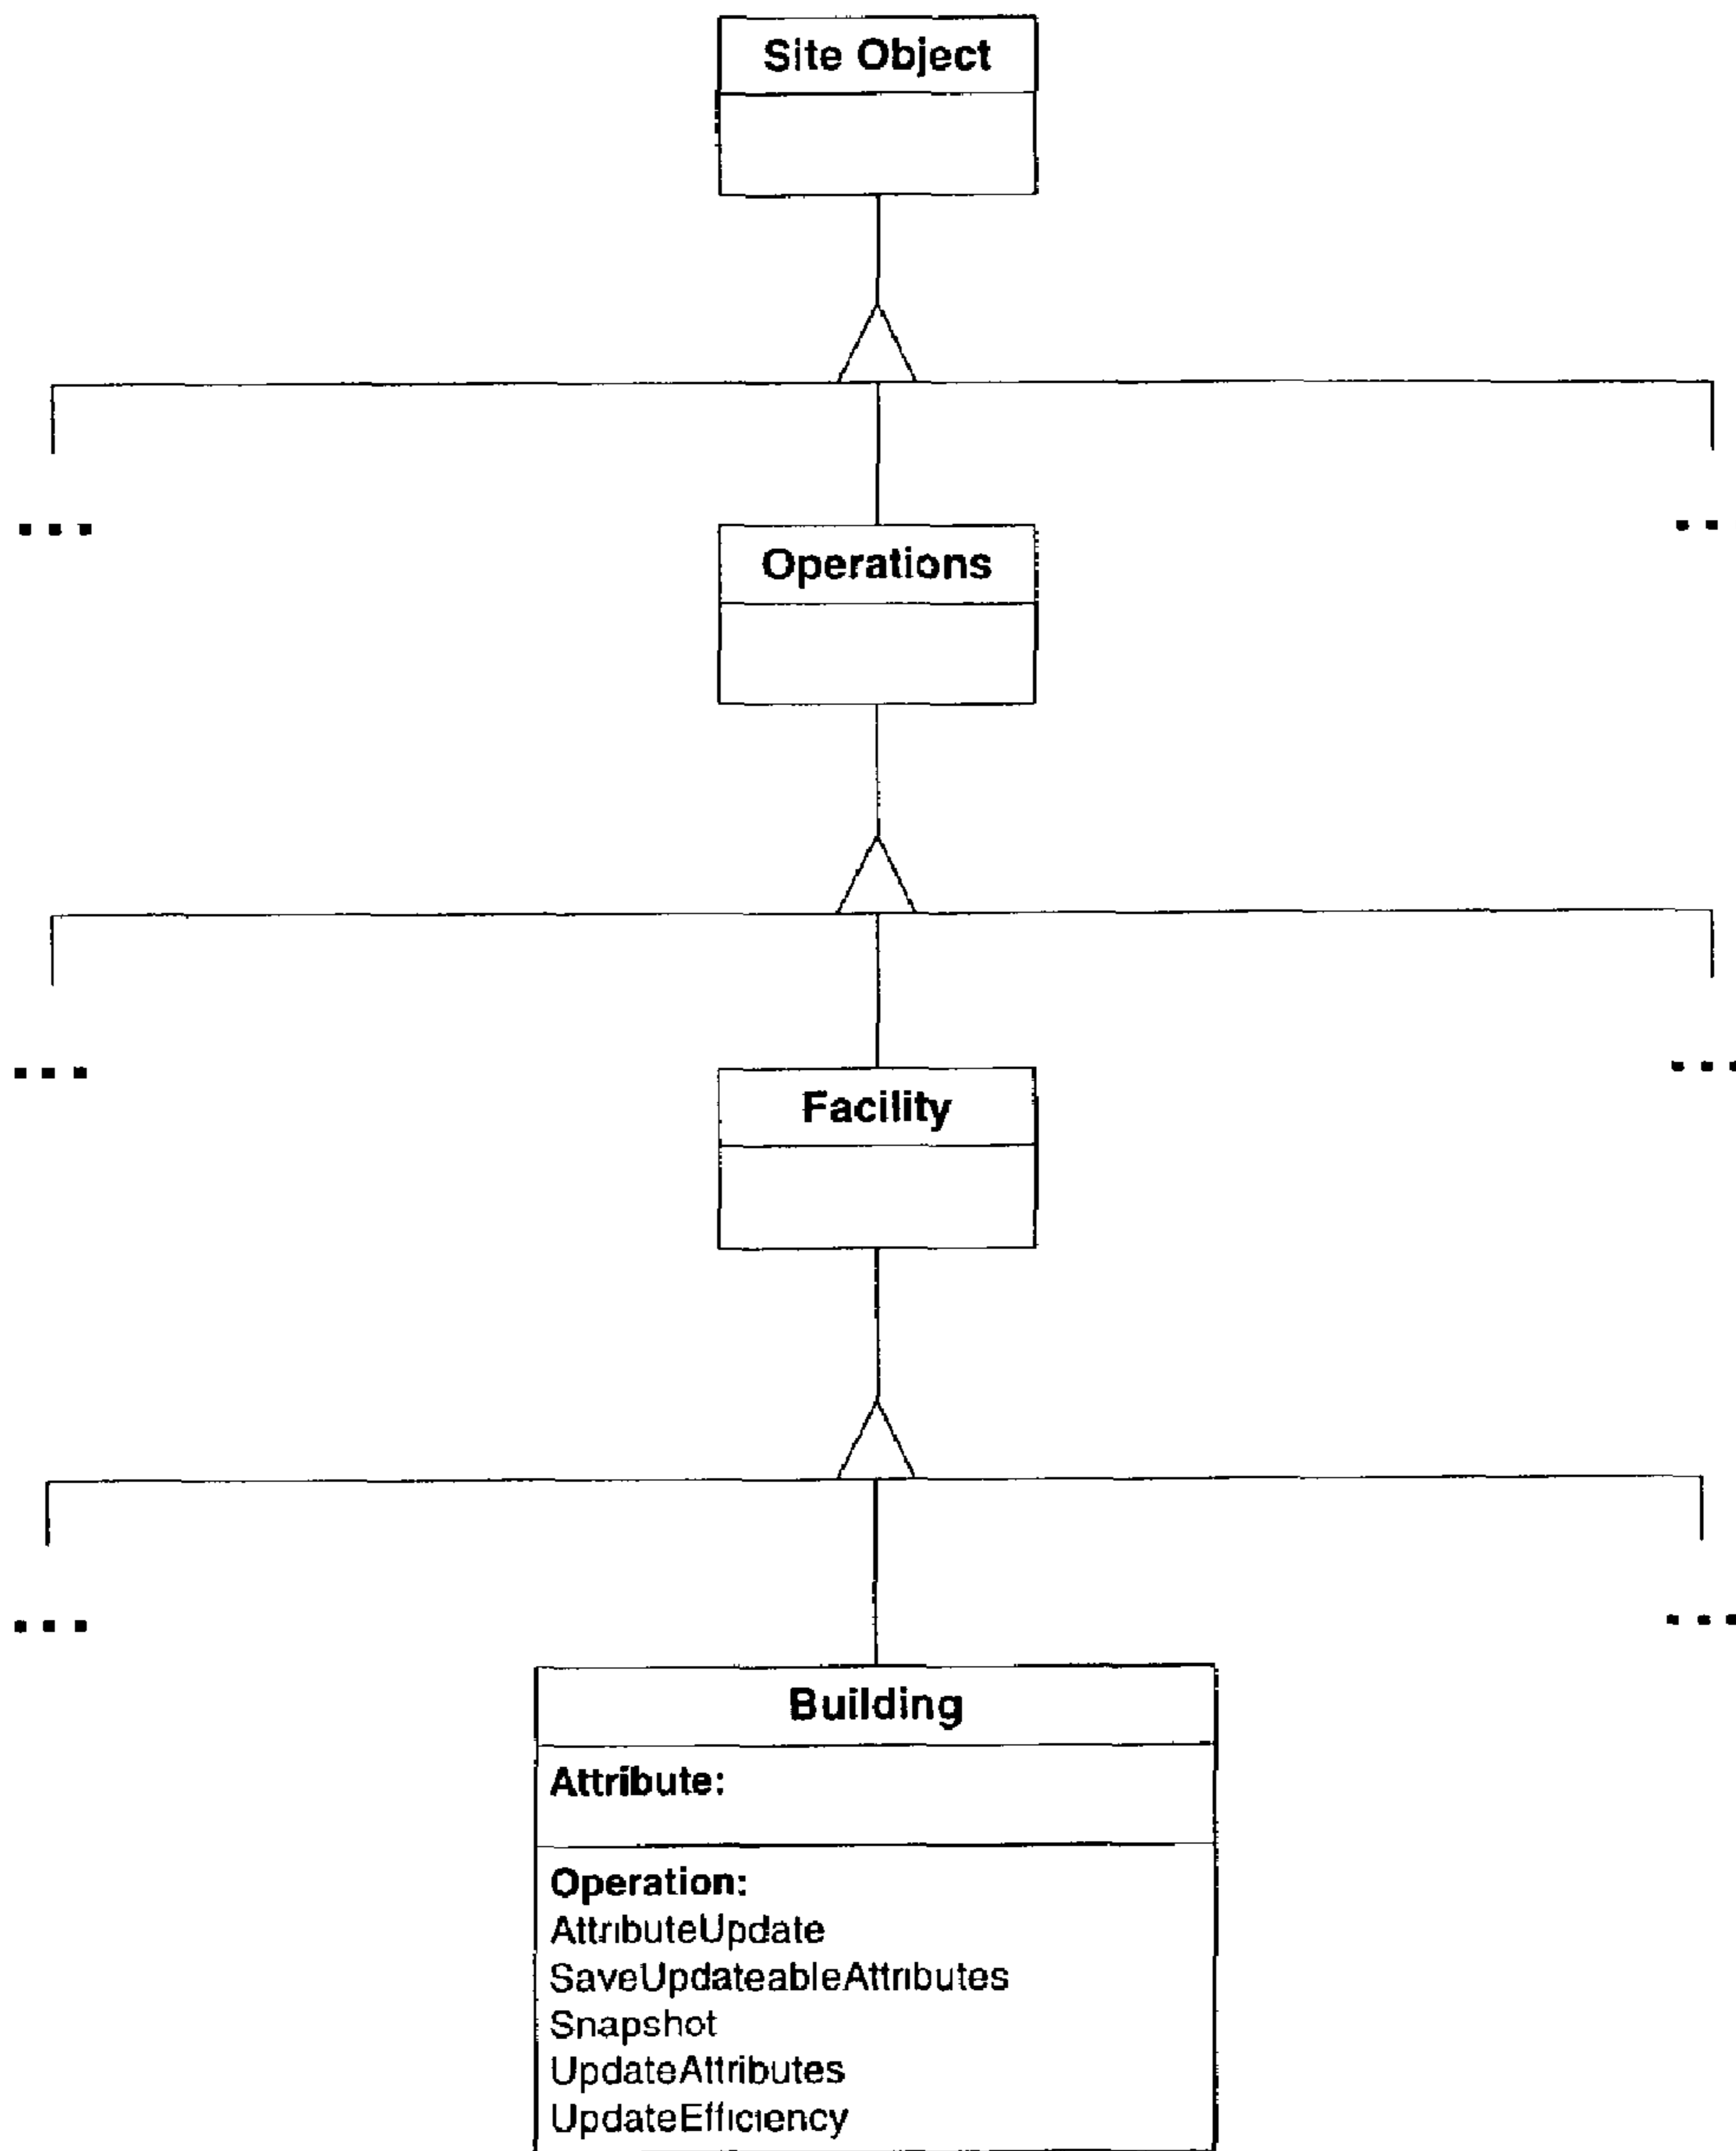 Site Object
... ..
Operations
... ...
Facility
... ...
Building
Attribute:
Operation:
AttributeUpdate
SaveUpdateableAttributes
Snapshot
UpdateAttributes
UpdateEfficiency